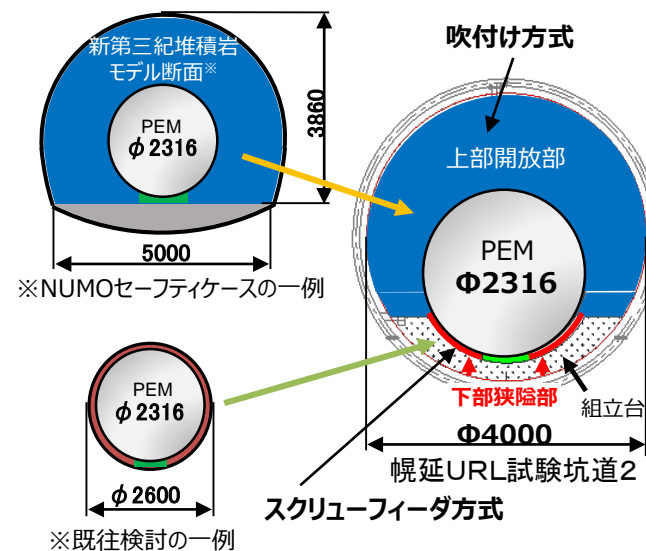 新第三紀堆積岩
モデル断面※
PEM
φ2316
3860
5000
※NUMOセーフティケースの一例
吹付け方式
上部開放部
PEM
Φ2316
下部狭隘部
組立台
Φ4000
幌延URL試験坑道2
スクリューフィーダ方式
PEM
φ2316
φ2600
※既往検討の一例